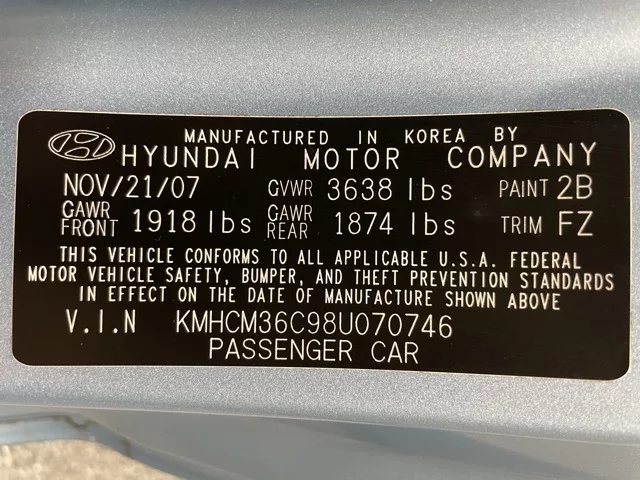 MANUFACTURED IN KOREA BY
HYUNDAI MOTOR COMPANY
NOV/21/07 GVWR 3638 lbs PAINT 2B
GAWR FRONT 1918 lbs GAWR REAR 1874 lbs TRIM FZ
THIS VEHICLE CONFORMS TO ALL APPLICABLE U.S.A. FEDERAL
MOTOR VEHICLE SAFETY, BUMPER, AND THEFT PREVENTION STANDARDS
IN EFFECT ON THE DATE OF MANUFACTURE SHOWN ABOVE
V.I.N KMHCM36C98U070746
PASSENGER CAR